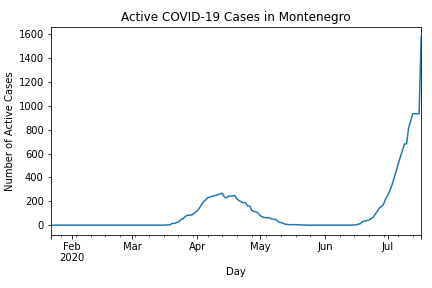 Active COVID-19 Cases in Montenegro
Number of Active Cases
1600
1400
1200
1000
800
600
400
200
0
Feb
2020
Mar
Apr
May
Jun
Jul
Day